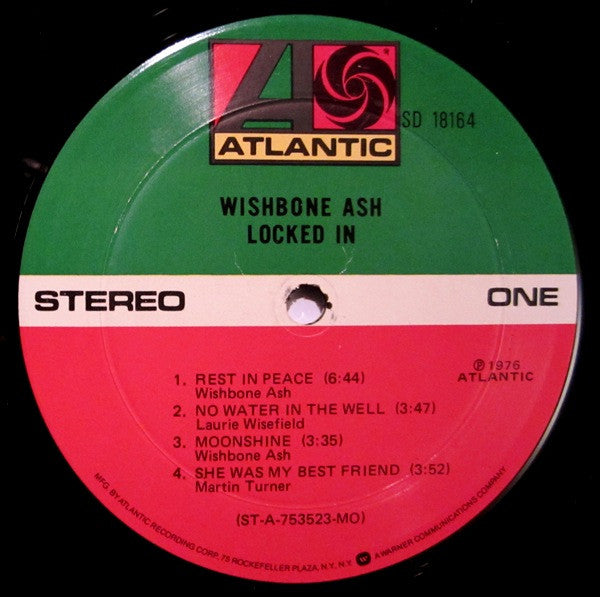 ATLANTIC
SD 18164
WISHBONE ASH
LOCKED IN
STEREO
ONE
℗ 1976
ATLANTIC
1. REST IN PEACE (6:44)
Wishbone Ash
2. NO WATER IN THE WELL (3:47)
Laurie Wisefield
3. MOONSHINE (3:35)
Wishbone Ash
4. SHE WAS MY BEST FRIEND (3:52)
Martin Turner
(ST-A-753523-MO)
MFG. BY ATLANTIC RECORDING CORP. 75 ROCKEFELLER PLAZA, N.Y. N.Y. A WARNER COMMUNICATIONS COMPANY